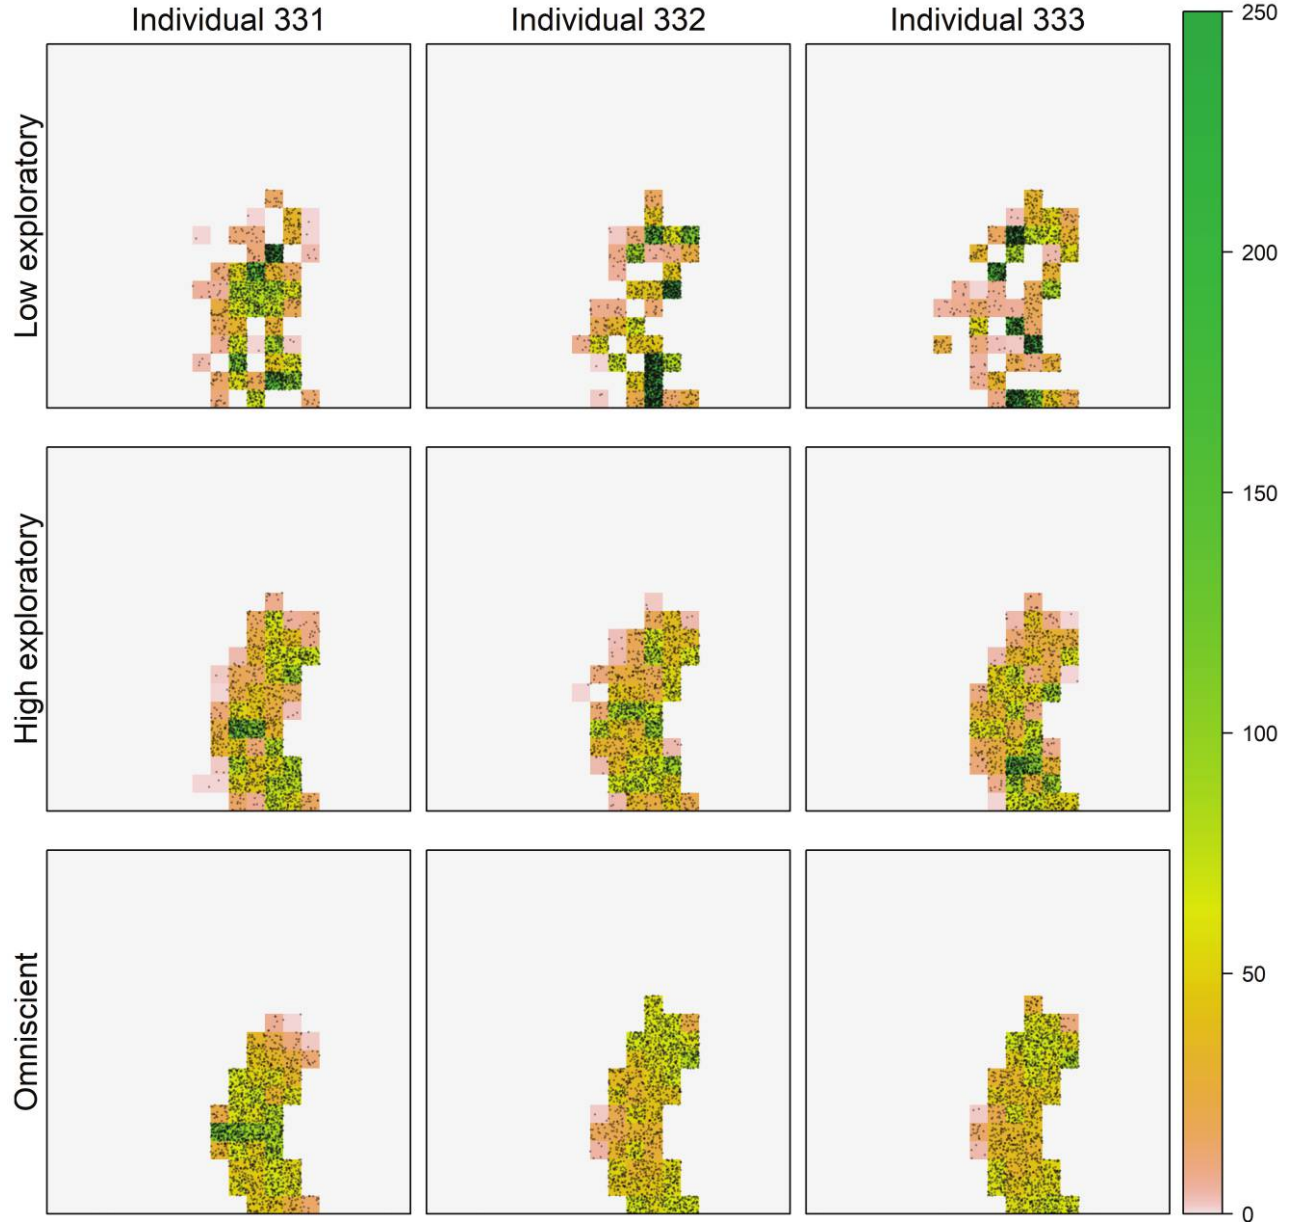 Individual 331 Individual 332 Individual 333
250
Low exploratory
200
150
High exploratory
100
50
Omniscient
0